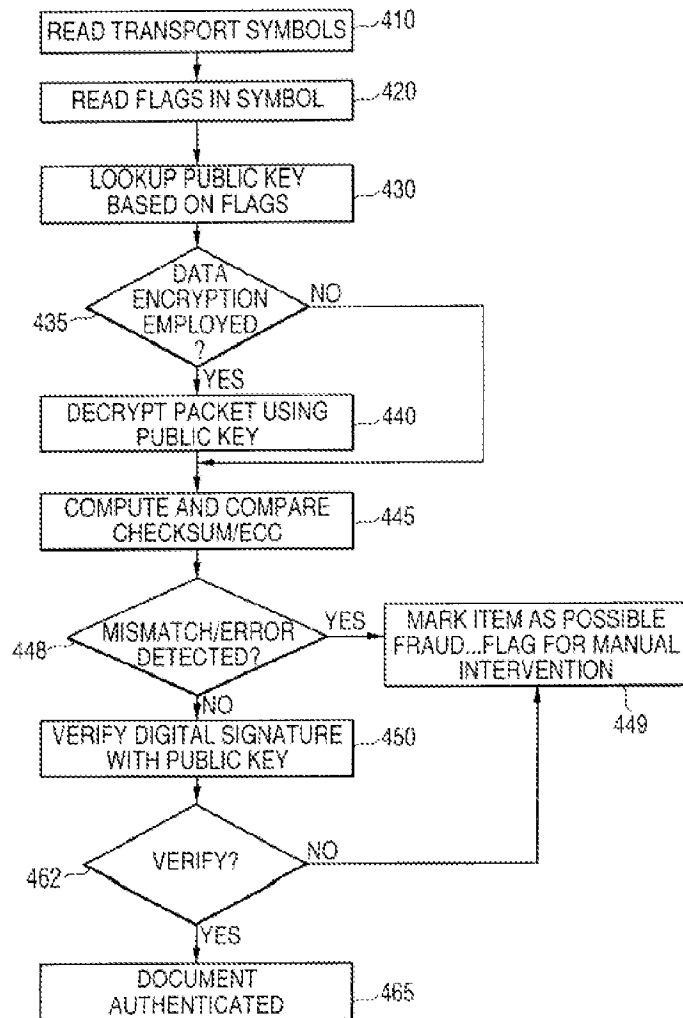 READ TRANSPORT SYMBOLS
410
READ FLAGS IN SYMBOL
420
LOOKUP PUBLIC KEY
BASED ON FLAGS
430
DATA
ENCRYPTION
EMPLOYED
?
435
NO
YES
DECRYPT PACKET USING
PUBLIC KEY
440
COMPUTE AND COMPARE
CHECKSUM/ECC
445
MISMATCH/ERROR
DETECTED?
448
YES
MARK ITEM AS POSSIBLE
FRAUD...FLAG FOR MANUAL
INTERVENTION
449
NO
VERIFY DIGITAL SIGNATURE
WITH PUBLIC KEY
450
VERIFY?
462
NO
YES
DOCUMENT
AUTHENTICATED
465